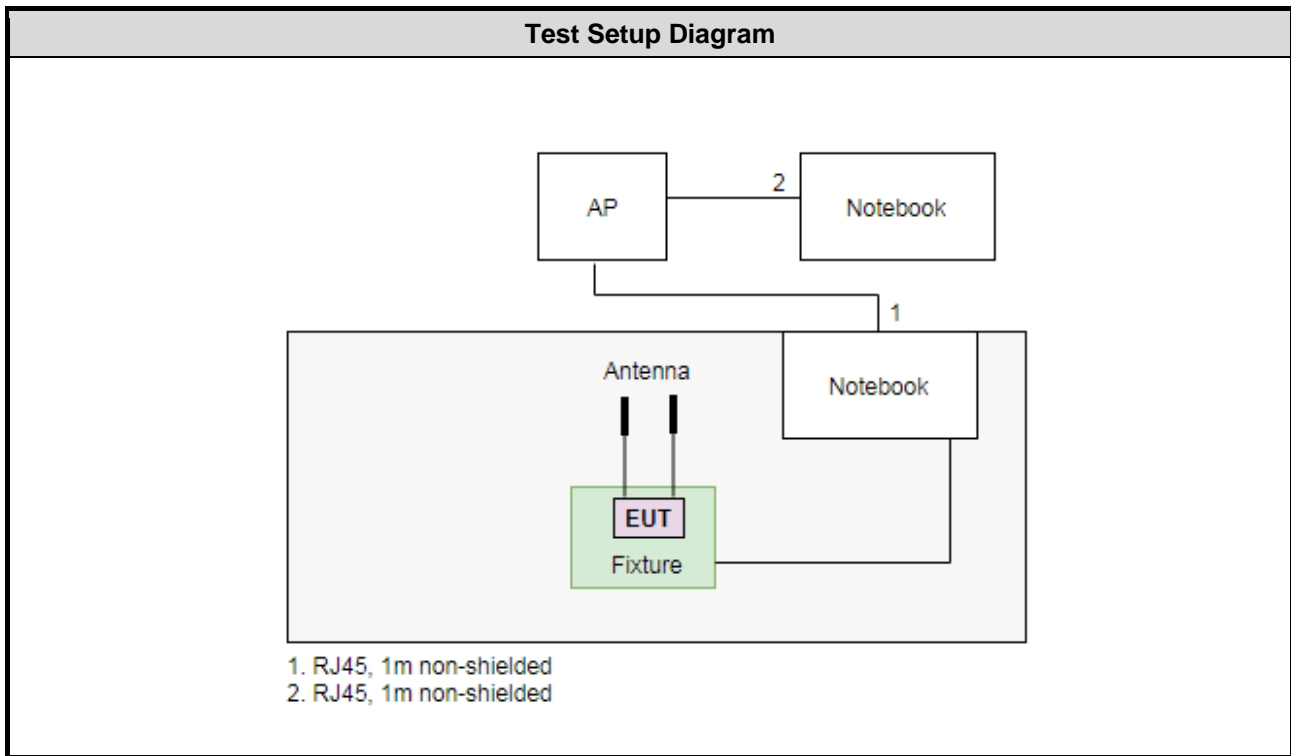 Test Setup Diagram
AP
2
Notebook
1
Antenna
Notebook
EUT
Fixture
1. RJ45, 1m non-shielded
2. RJ45, 1m non-shielded